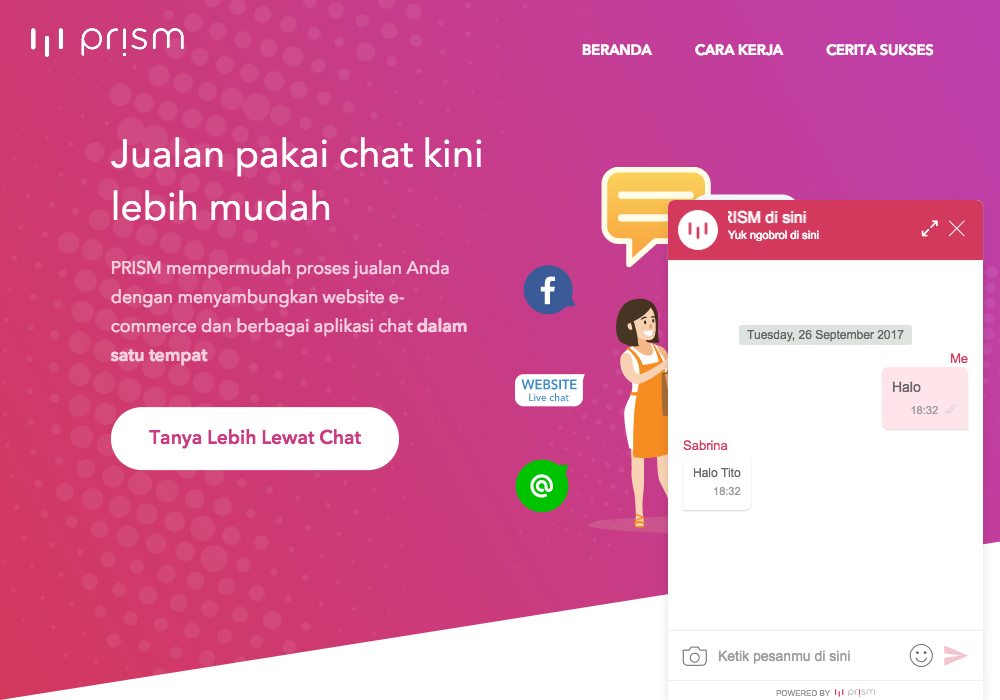 prism
BERANDA CARA KERJA CERITA SUKSES
Jualan pakai chat kini
lebih mudah
PRISM mempermudah proses jualan Anda
dengan menyambungkan website e-
commerce dan berbagai aplikasi chat dalam
satu tempat
Tanya Lebih Lewat Chat
WEBSITE
Live chat
RISM di sini
Yuk ngobrol di sini
Tuesday, 26 September 2017
Me
Halo
18:32
Sabrina
Halo Tito
18:32
Ketik pesanmu di sini
POWERED BY prism